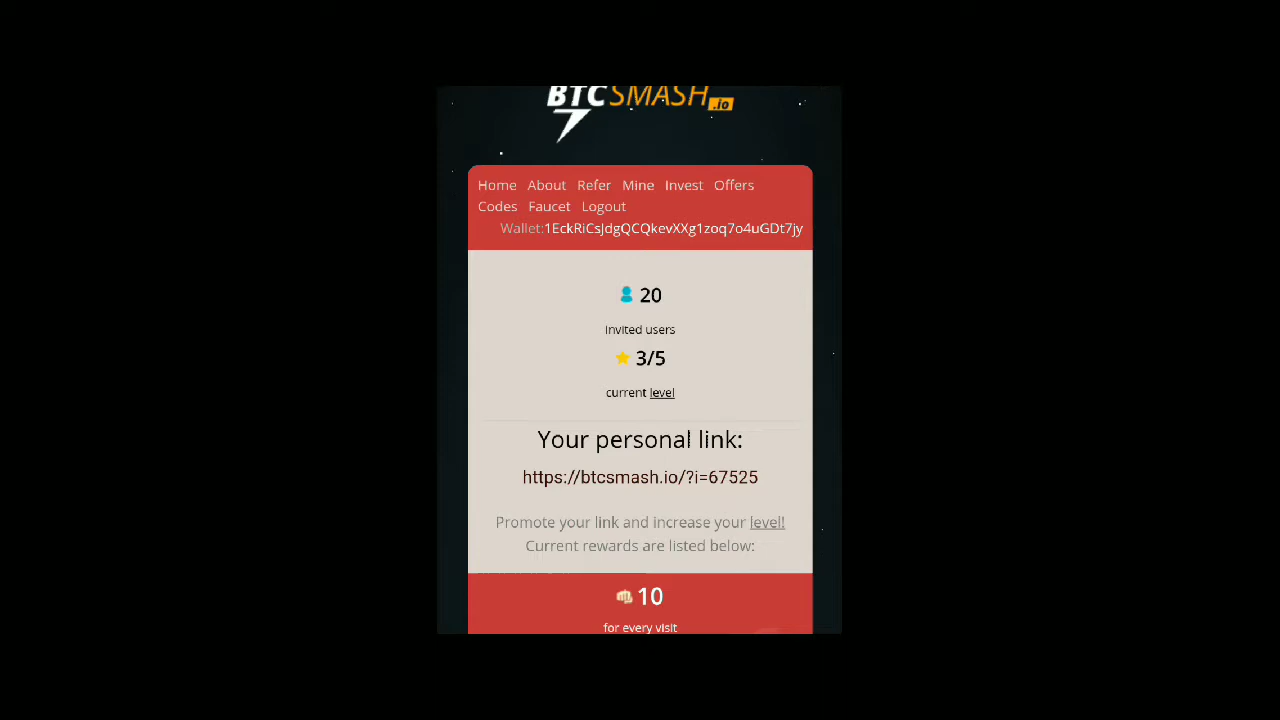 BTCSMASH.io
Home About Refer Mine Invest Offers
Codes Faucet Logout
Wallet:1EckRiCsJdgQCQkevXXg1zoq7o4uGDt7jy
20
invited users
3/5
current level
Your personal link:
https://btcsmash.io/?i=67525
Promote your link and increase your level!
Current rewards are listed below:
10
for every visit